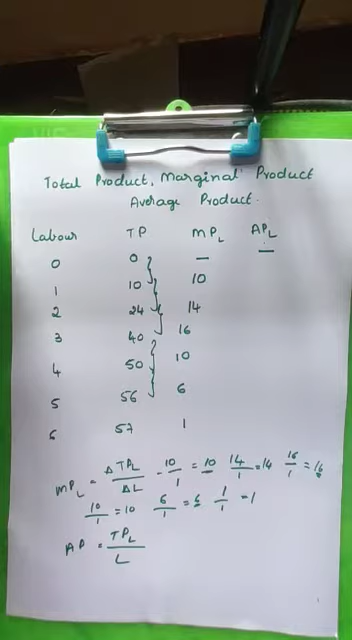 Total Product, Marginal Product
Average Product.
Labour TP MPL APL
0 0 — —
1 10 10
2 24 14
3 40 16
4 50 10
5 56 6
6 57 1
MPL = ΔTPL/ΔL - 10/1 = 10 14/1 = 14 16/1 = 16
10/1 = 10 6/1 = 6 1/1 = 1
AP = TPL/L